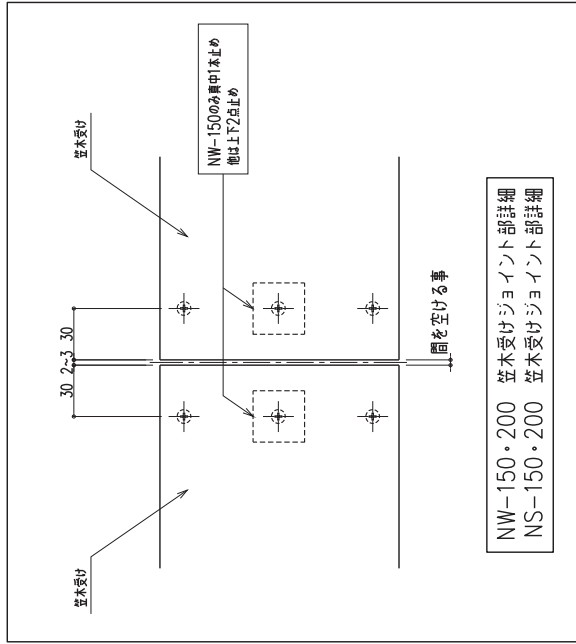 笠木受け
NW-150のみ真中1本止め
他は上下2点止め
30 2~3 30
笠木受け
間を空ける事
NW-150・200 笠木受けジョイント部詳細
NS-150・200 笠木受けジョイント部詳細